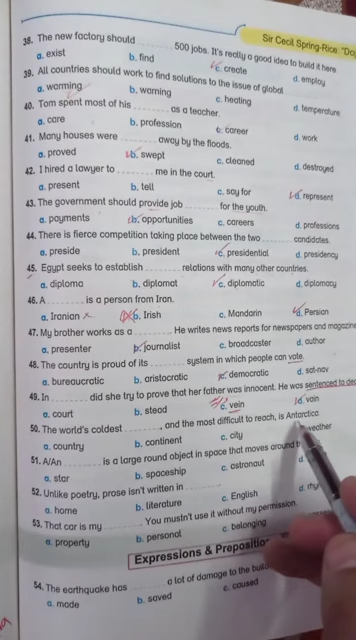 Sir Cecil Spring-Rice: "Do
38. The new factory should ........ 500 jobs. It's really a good idea to build it here
a. exist b. find c. create d. employ
39. All countries should work to find solutions to the issue of global
a. warming b. warning c. heating d. temperature
40. Tom spent most of his ........ as a teacher.
a. care b. profession c. career d. work
41. Many houses were ........ away by the floods.
a. proved b. swept c. cleaned d. destroyed
42. I hired a lawyer to ........ me in the court.
a. present b. tell c. say for d. represent
43. The government should provide job ........ for the youth.
a. payments b. opportunities c. careers d. professions
44. There is fierce competition taking place between the two ........ candidates.
a. preside b. president c. presidential d. presidency
45. Egypt seeks to establish ........ relations with many other countries.
a. diploma b. diplomat c. diplomatic d. diplomacy
46. A ........ is a person from Iron.
a. Iranian b. Irish c. Mandarin d. Persian
47. My brother works as a ........ He writes news reports for newspapers and magazine
a. presenter b. journalist c. broadcaster d. author
48. The country is proud of its ........ system in which people can vote.
a. bureaucratic b. aristocratic c. democratic d. sat-nav
49. In ........ did she try to prove that her father was innocent. He was sentenced to
a. court b. stead c. vein d. vain
50. The world's coldest ........, and the most difficult to reach, is Antarctica.
a. country b. continent c. city
51. A/An ........ is a large round object in space that moves around
a. star b. spaceship c. astronaut d.
52. Unlike poetry, prose isn't written in ........
a. home b. literature c. English d.
53. That car is my ........ You mustn't use it without my permission.
a. property b. personal c. belonging
Expressions & Prepositio
54. The earthquake has ........ a lot of damage to the
a. made b. saved c. caused